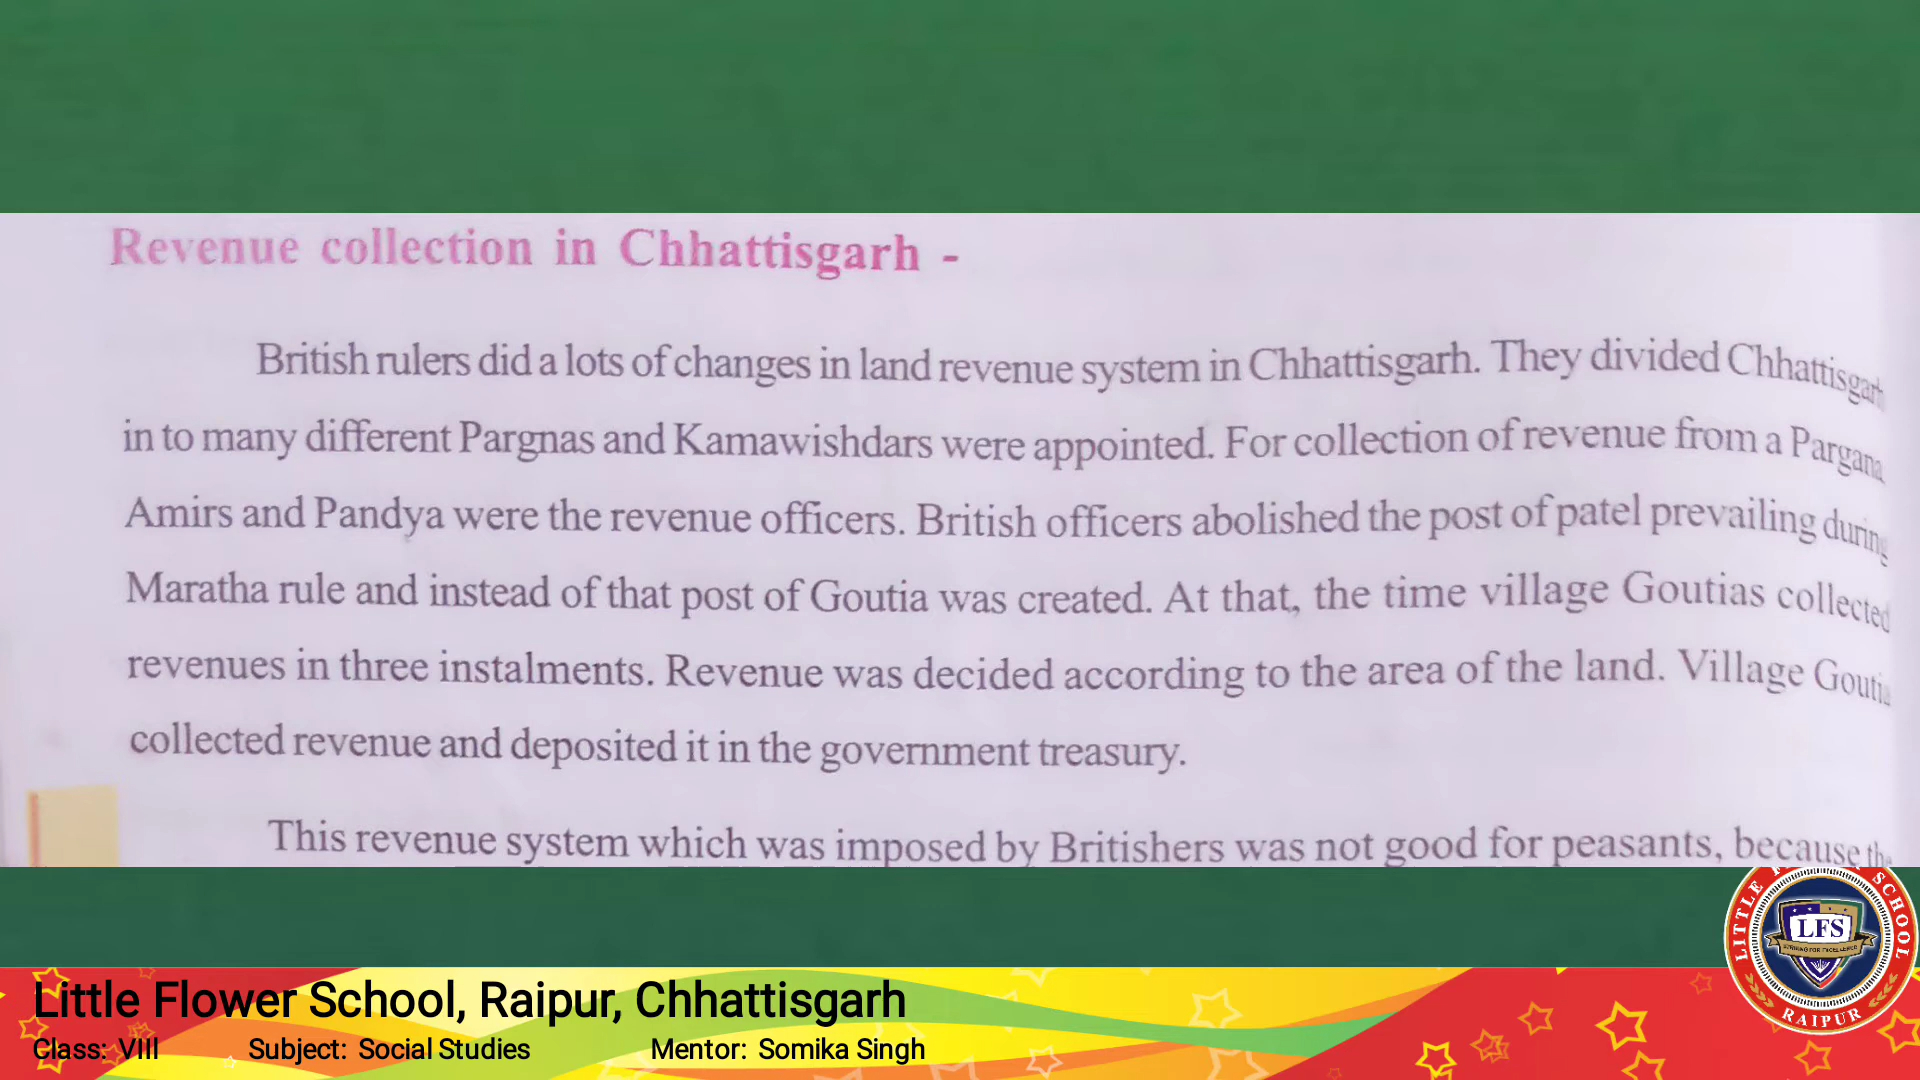 Revenue collection in Chhattisgarh -
British rulers did a lots of changes in land revenue system in Chhattisgarh. They divided Chhattisgarh
in to many different Pargnas and Kamawishdars were appointed. For collection of revenue from a Pargana
Amirs and Pandya were the revenue officers. British officers abolished the post of patel prevailing during
Maratha rule and instead of that post of Goutia was created. At that, the time village Goutias collected
revenues in three instalments. Revenue was decided according to the area of the land. Village Goutia
collected revenue and deposited it in the government treasury.
This revenue system which was imposed by Britishers was not good for peasants, because
LITTLE SCHOOL
LFS
STRIVING FOR EXCELLENCE
RAIPUR
Little Flower School, Raipur, Chhattisgarh
Class: VIII Subject: Social Studies Mentor: Somika Singh